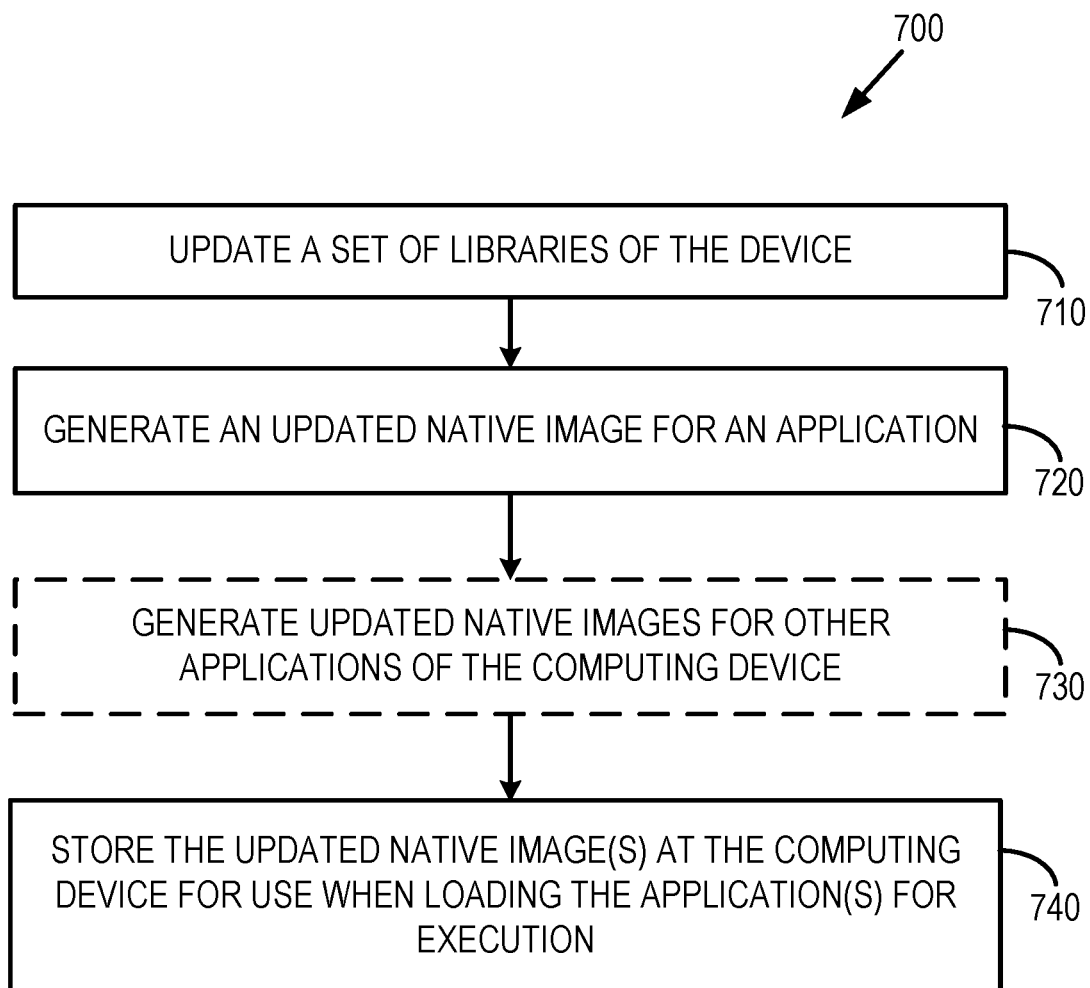 700
UPDATE A SET OF LIBRARIES OF THE DEVICE
710
GENERATE AN UPDATED NATIVE IMAGE FOR AN APPLICATION
720
GENERATE UPDATED NATIVE IMAGES FOR OTHER
APPLICATIONS OF THE COMPUTING DEVICE
730
STORE THE UPDATED NATIVE IMAGE(S) AT THE COMPUTING
DEVICE FOR USE WHEN LOADING THE APPLICATION(S) FOR
EXECUTION
740